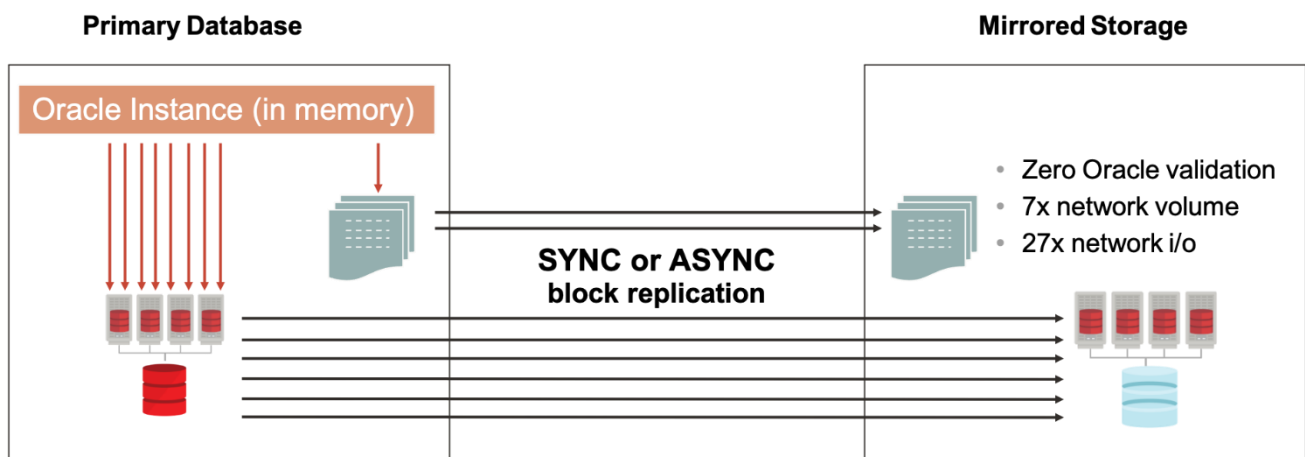 Primary Database
Mirrored Storage
Oracle Instance (in memory)
SYNC or ASYNC
block replication
• Zero Oracle validation
• 7x network volume
• 27x network i/o